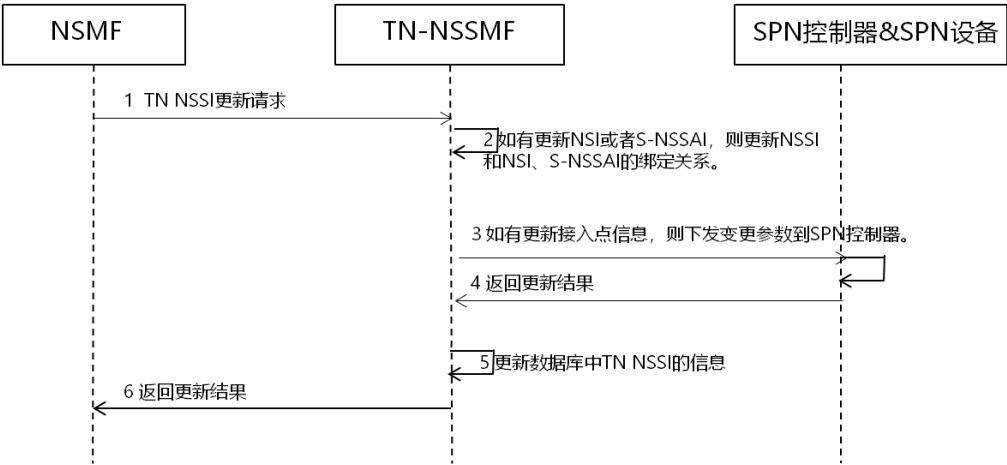 NSMF
TN-NSSMF
SPN控制器&SPN设备
1 TN NSSI更新请求
2 如有更新NSI或者S-NSSAI，则更新NSSI
和NSI、S-NSSAI的绑定关系。
3 如有更新接入点信息，则下发变更参数到SPN控制器。
4 返回更新结果
5 更新数据库中TN NSSI的信息
6 返回更新结果